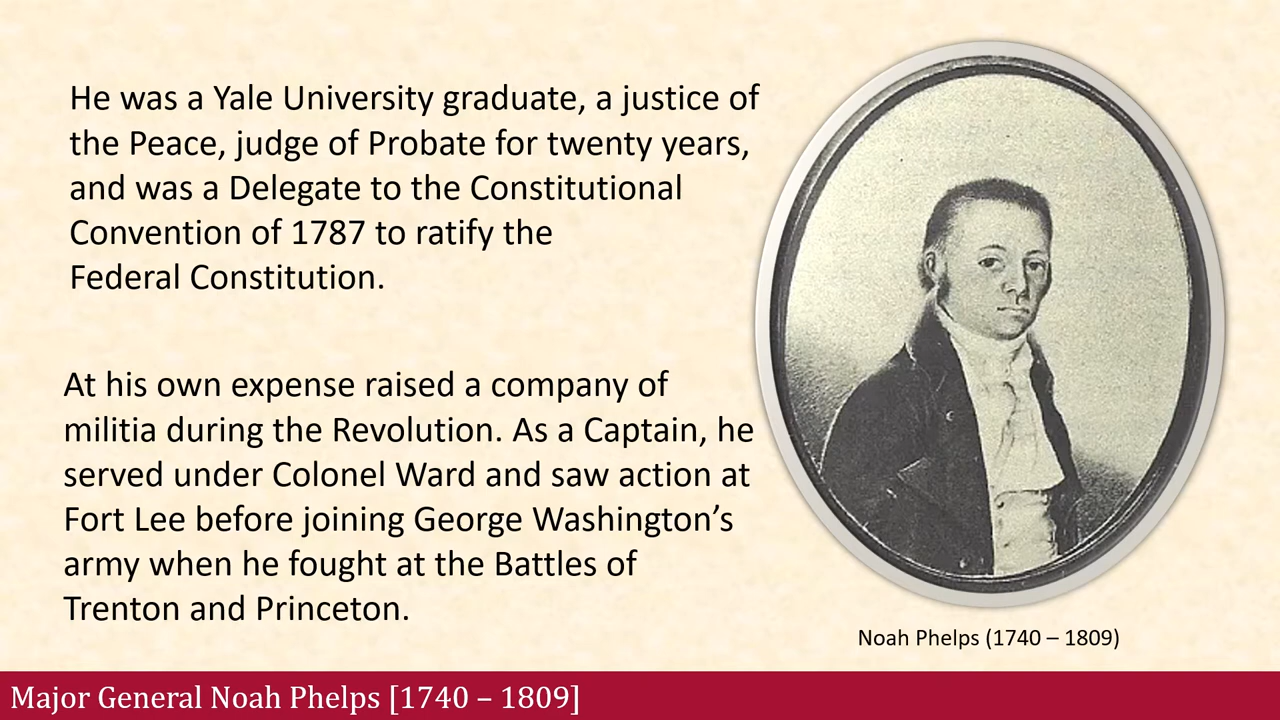 He was a Yale University graduate, a justice of
the Peace, judge of Probate for twenty years,
and was a Delegate to the Constitutional
Convention of 1787 to ratify the
Federal Constitution.
At his own expense raised a company of
militia during the Revolution. As a Captain, he
served under Colonel Ward and saw action at
Fort Lee before joining George Washington’s
army when he fought at the Battles of
Trenton and Princeton.
Noah Phelps (1740 – 1809)
Major General Noah Phelps [1740 – 1809]